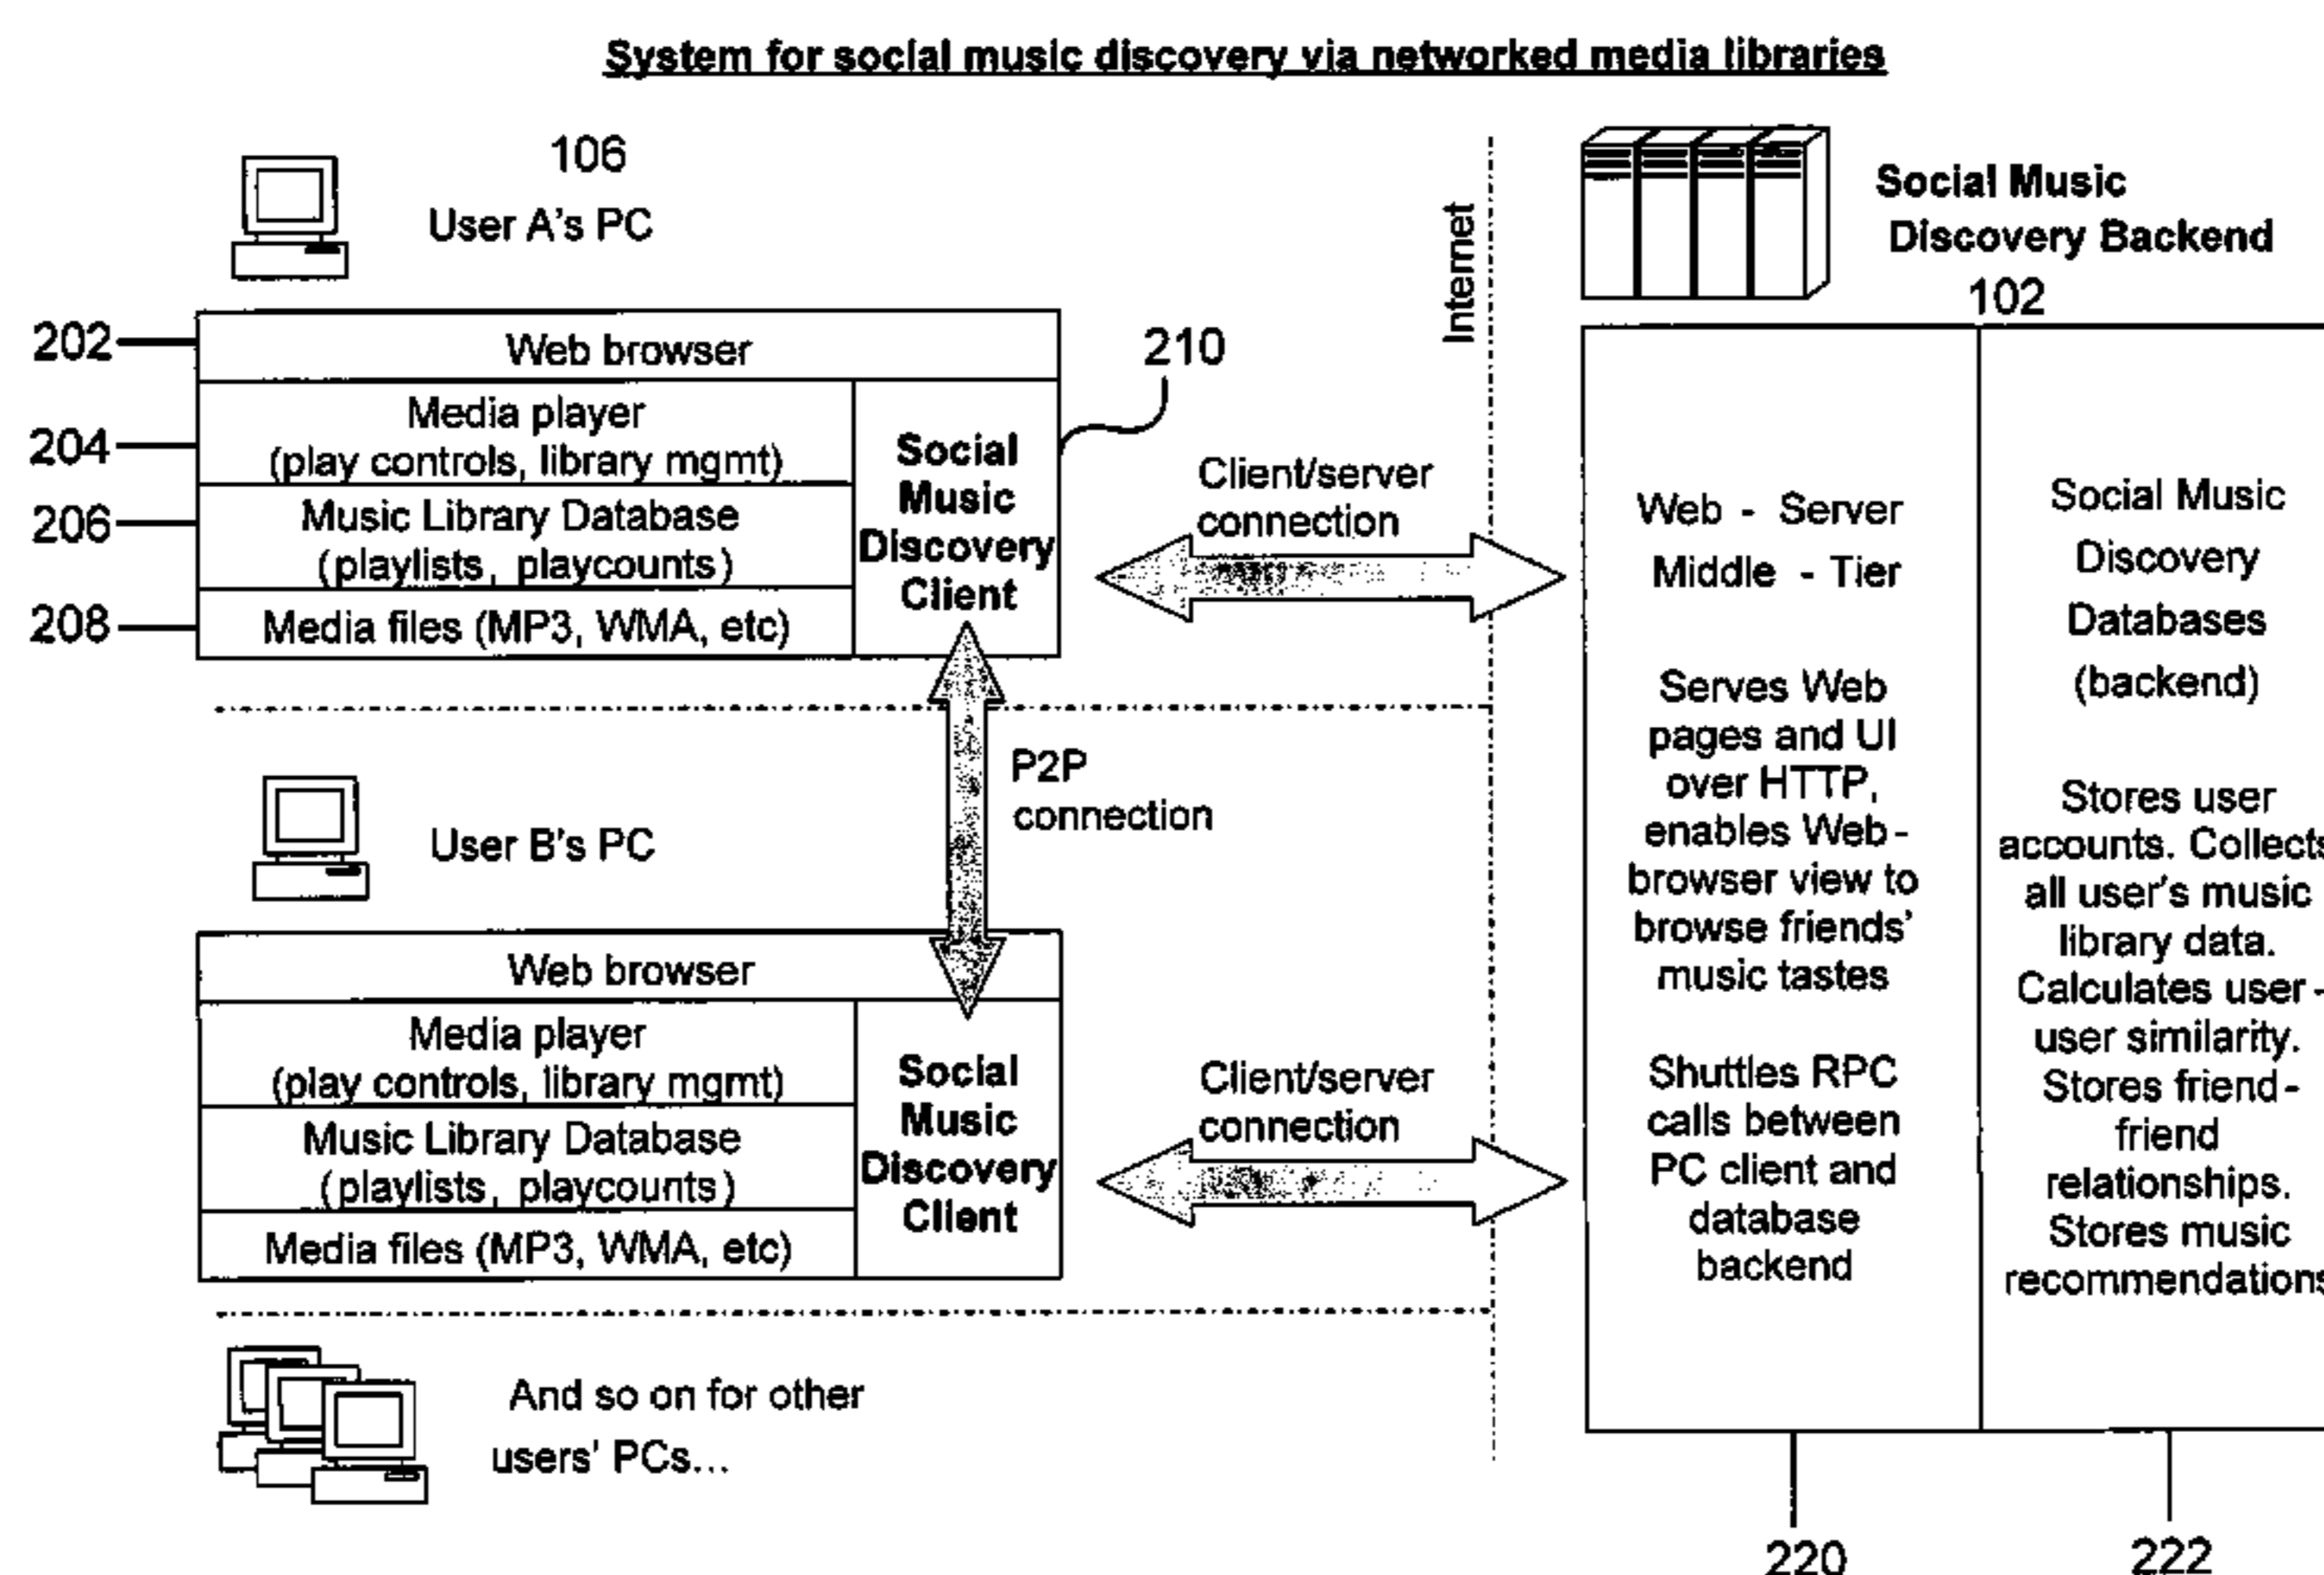 System for social music discovery via networked media libraries
106
User A's PC
202
Web browser
204
Media player
(play controls, library mgmt)
206
Music Library Database
(playlists, playcounts)
208
Media files (MP3, WMA, etc)
Social
Music
Discovery
Client
210
Client/server
connection
P2P
connection
Internet
User B's PC
Web browser
Media player
(play controls, library mgmt)
Music Library Database
(playlists, playcounts)
Media files (MP3, WMA, etc)
Social
Music
Discovery
Client
Client/server
connection
And so on for other
users' PCs...
Social Music
Discovery Backend
102
Web - Server
Middle - Tier
Serves Web
pages and UI
over HTTP,
enables Web-
browser view to
browse friends'
music tastes
Shuttles RPC
calls between
PC client and
database
backend
220
Social Music
Discovery
Databases
(backend)
Stores user
accounts. Collects
all user's music
library data.
Calculates user-
user similarity.
Stores friend-
friend
relationships.
Stores music
recommendations
222